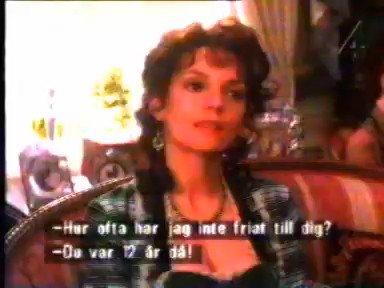 -Hur ofta har jag inte friat till dig?
-Du var 12 år då!